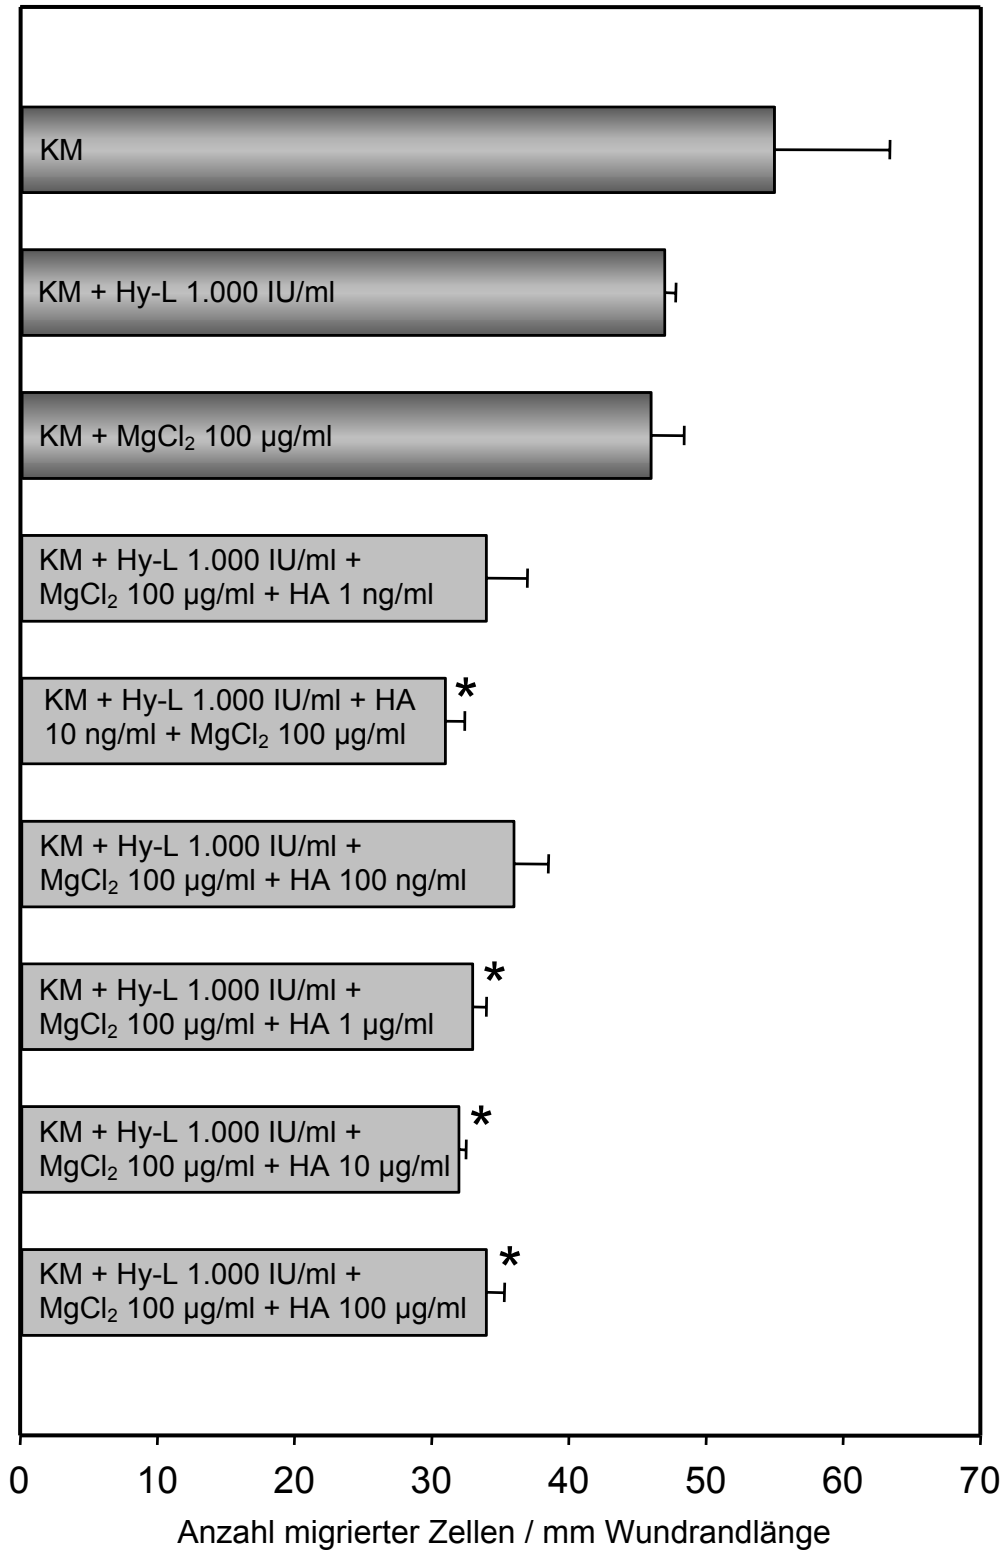 KM
KM + Hy-L 1.000 IU/ml
KM + MgCl₂ 100 µg/ml
KM + Hy-L 1.000 IU/ml +
MgCl₂ 100 µg/ml + HA 1 ng/ml
*
KM + Hy-L 1.000 IU/ml + HA
10 ng/ml + MgCl₂ 100 µg/ml
KM + Hy-L 1.000 IU/ml +
MgCl₂ 100 µg/ml + HA 100 ng/ml
*
KM + Hy-L 1.000 IU/ml +
MgCl₂ 100 µg/ml + HA 1 µg/ml
*
KM + Hy-L 1.000 IU/ml +
MgCl₂ 100 µg/ml + HA 10 µg/ml
*
KM + Hy-L 1.000 IU/ml +
MgCl₂ 100 µg/ml + HA 100 µg/ml
0 10 20 30 40 50 60 70
Anzahl migrierter Zellen / mm Wundrandlänge